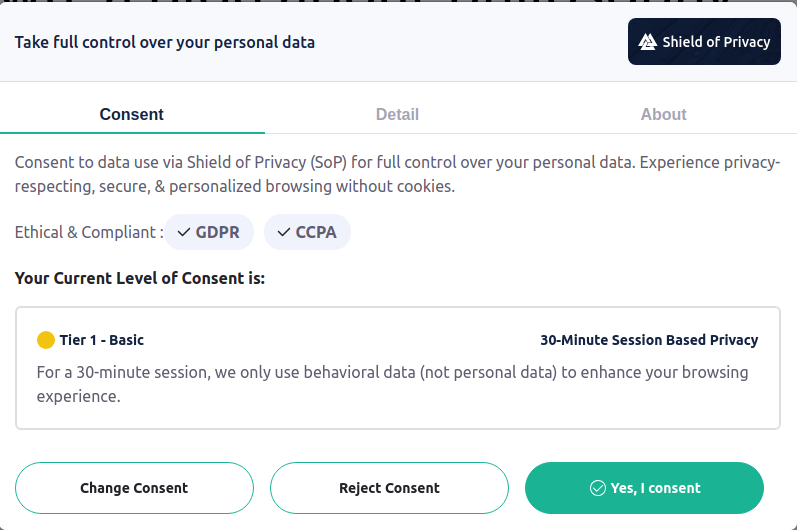 Take full control over your personal data
Shield of Privacy
Consent
Detail
About
Consent to data use via Shield of Privacy (SoP) for full control over your personal data. Experience privacy-
respecting, secure, & personalized browsing without cookies.
Ethical & Compliant :
GDPR
CCPA
Your Current Level of Consent is:
Tier 1 - Basic
30-Minute Session Based Privacy
For a 30-minute session, we only use behavioral data (not personal data) to enhance your browsing
experience.
Change Consent
Reject Consent
Yes, I consent